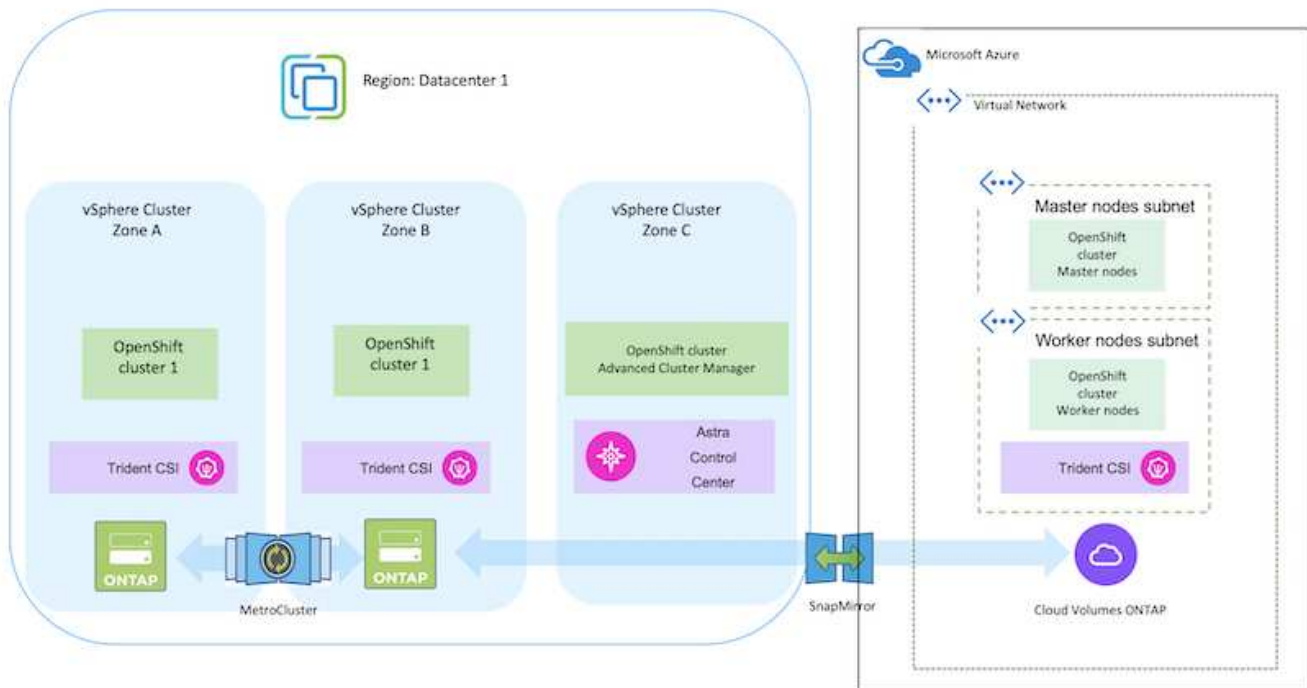 Region: Datacenter 1
vSphere Cluster
Zone A
OpenShift
cluster 1
Trident CSI
ONTAP
vSphere Cluster
Zone B
OpenShift
cluster 1
Trident CSI
ONTAP
MetroCluster
vSphere Cluster
Zone C
OpenShift cluster
Advanced Cluster Manager
Astra
Control
Center
SnapMirror
Microsoft Azure
Virtual Network
Master nodes subnet
OpenShift
cluster
Master nodes
Worker nodes subnet
OpenShift
cluster
Worker nodes
Trident CSI
Cloud Volumes ONTAP